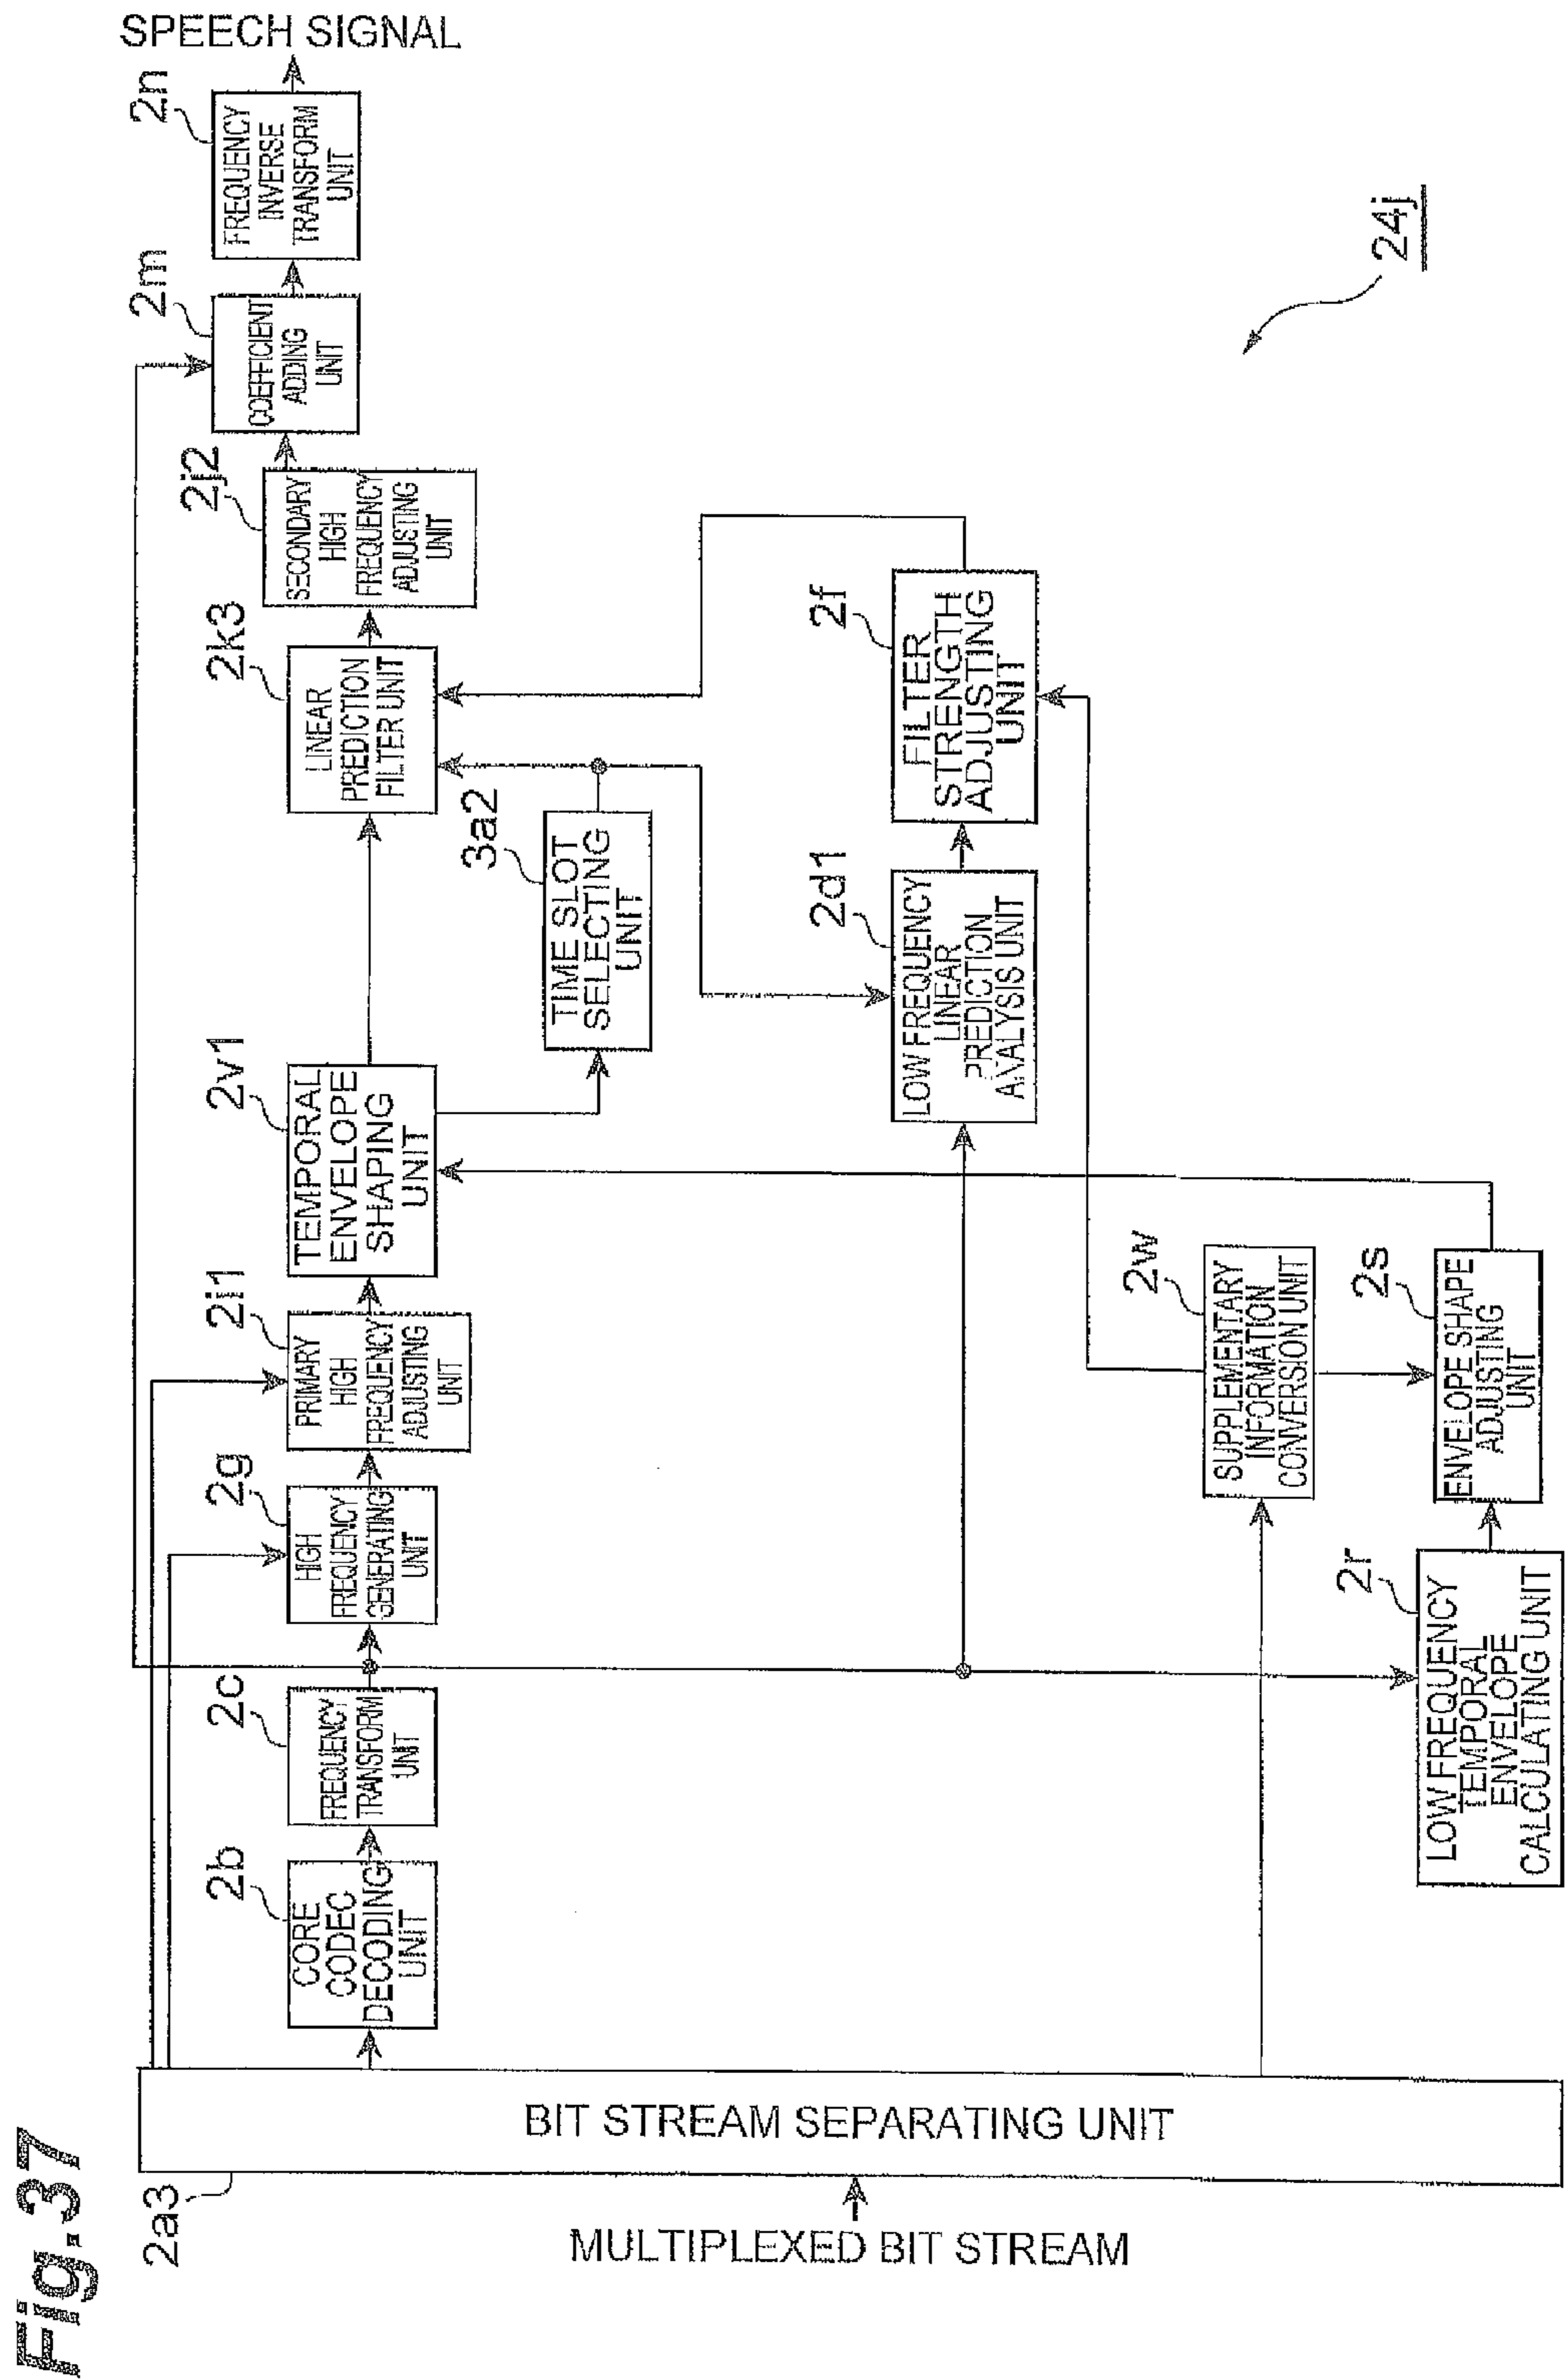 Fig.37
SPEECH SIGNAL
2n
FREQUENCY
INVERSE
TRANSFORM
UNIT
2m
COEFFICIENT
ADDING
UNIT
2j2
SECONDARY
HIGH
FREQUENCY
ADJUSTING
UNIT
2k3
LINEAR
PREDICTION
FILTER UNIT
3a2
TIME SLOT
SELECTING
UNIT
2f
FILTER
STRENGTH
ADJUSTING
UNIT
2d1
LOW FREQUENCY
LINEAR
PREDICTION
ANALYSIS UNIT
2v1
TEMPORAL
ENVELOPE
SHAPING
UNIT
2i1
PRIMARY
HIGH
FREQUENCY
ADJUSTING
UNIT
2g
HIGH
FREQUENCY
GENERATING
UNIT
2c
FREQUENCY
TRANSFORM
UNIT
2b
CORE
CODEC
DECODING
UNIT
2w
SUPPLEMENTARY
INFORMATION
CONVERSION UNIT
2s
ENVELOPE SHAPE
ADJUSTING
UNIT
2r
LOW FREQUENCY
TEMPORAL
ENVELOPE
CALCULATING UNIT
24j
2a3
BIT STREAM SEPARATING UNIT
MULTIPLEXED BIT STREAM